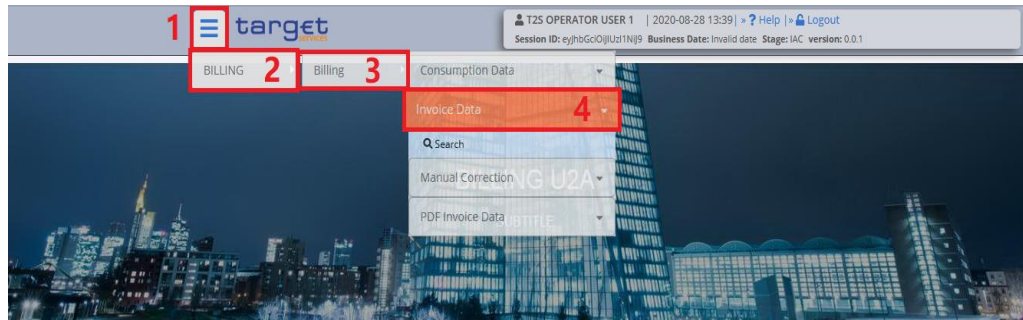 1
target
services
T2S OPERATOR USER 1 | 2020-08-28 13:39 | » ? Help | » Logout
Session ID: eyJhbGciOiJIUzI1NiJ9 Business Date: Invalid date Stage: IAC version: 0.0.1
BILLING 2 Billing 3 Consumption Data
Invoice Data 4
Search
Manual Correction
BILLING U2A
PDF Invoice Data
SUBTITLE